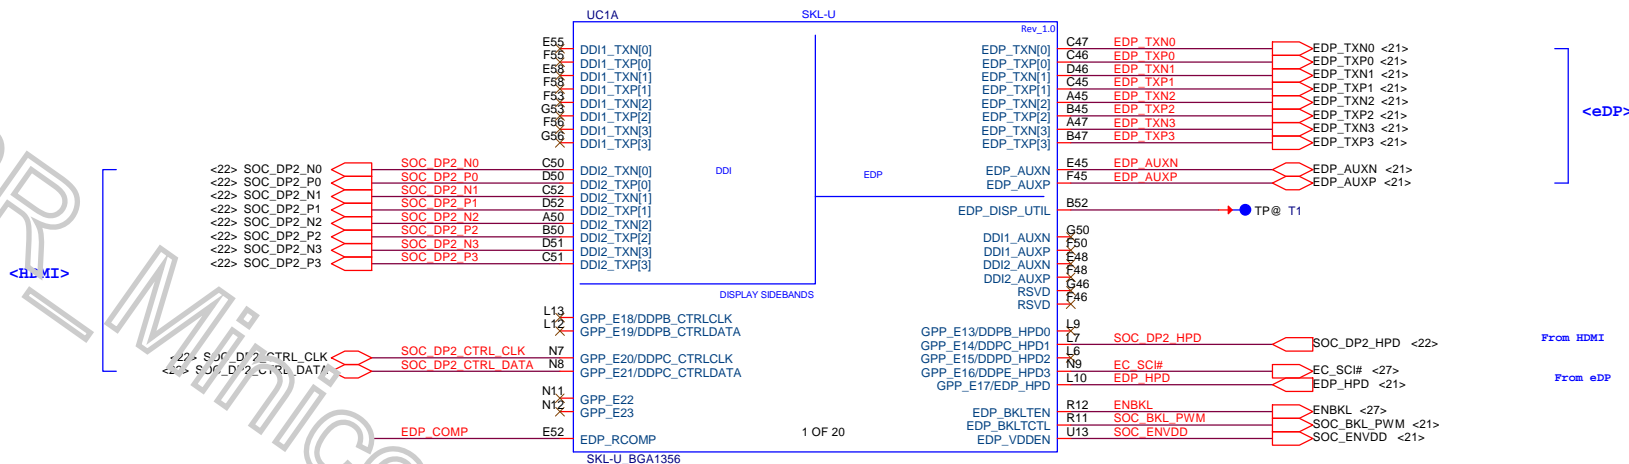 UC1A SKL-U
Rev_1.0
E55 DDI1_TXN[0]
F55 DDI1_TXP[0]
E58 DDI1_TXN[1]
F58 DDI1_TXP[1]
F53 DDI1_TXN[2]
G53 DDI1_TXP[2]
F56 DDI1_TXN[3]
G56 DDI1_TXP[3]
<22> SOC_DP2_N0 SOC_DP2_N0 C50 DDI2_TXN[0]
<22> SOC_DP2_P0 SOC_DP2_P0 D50 DDI2_TXP[0]
<22> SOC_DP2_N1 SOC_DP2_N1 C52 DDI2_TXN[1]
<22> SOC_DP2_P1 SOC_DP2_P1 D52 DDI2_TXP[1]
<22> SOC_DP2_N2 SOC_DP2_N2 A50 DDI2_TXN[2]
<22> SOC_DP2_P2 SOC_DP2_P2 B50 DDI2_TXP[2]
<22> SOC_DP2_N3 SOC_DP2_N3 D51 DDI2_TXN[3]
<22> SOC_DP2_P3 SOC_DP2_P3 C51 DDI2_TXP[3]
<HDMI>
DDI
EDP
DISPLAY SIDEBANDS
L13 GPP_E18/DDPB_CTRLCLK
L12 GPP_E19/DDPB_CTRLDATA
<22> SOC_DP2_CTRL_CLK SOC_DP2_CTRL_CLK N7 GPP_E20/DDPC_CTRLCLK
<22> SOC_DP2_CTRL_DATA SOC_DP2_CTRL_DATA N8 GPP_E21/DDPC_CTRLDATA
N11 GPP_E22
N12 GPP_E23
EDP_COMP E52 EDP_RCOMP
1 OF 20
SKL-U_BGA1356
EDP_TXN[0] C47 EDP_TXN0 EDP_TXN0 <21>
EDP_TXP[0] C46 EDP_TXP0 EDP_TXP0 <21>
EDP_TXN[1] D46 EDP_TXN1 EDP_TXN1 <21>
EDP_TXP[1] C45 EDP_TXP1 EDP_TXP1 <21>
EDP_TXN[2] A45 EDP_TXN2 EDP_TXN2 <21>
EDP_TXP[2] B45 EDP_TXP2 EDP_TXP2 <21>
EDP_TXN[3] A47 EDP_TXN3 EDP_TXN3 <21>
EDP_TXP[3] B47 EDP_TXP3 EDP_TXP3 <21>
<eDP>
EDP_AUXN E45 EDP_AUXN EDP_AUXN <21>
EDP_AUXP F45 EDP_AUXP EDP_AUXP <21>
EDP_DISP_UTIL B52 TP@ T1
DDI1_AUXN G50
DDI1_AUXP F50
DDI2_AUXN E48
DDI2_AUXP F48
RSVD G46
RSVD F46
GPP_E13/DDPB_HPD0 L9
GPP_E14/DDPC_HPD1 L7 SOC_DP2_HPD SOC_DP2_HPD <22> From HDMI
GPP_E15/DDPD_HPD2 L6
GPP_E16/DDPE_HPD3 N9 EC_SCI# EC_SCI# <27>
GPP_E17/EDP_HPD L10 EDP_HPD EDP_HPD <21> From eDP
EDP_BKLTEN R12 ENBKL ENBKL <27>
EDP_BKLTCTL R11 SOC_BKL_PWM SOC_BKL_PWM <21>
EDP_VDDEN U13 SOC_ENVDD SOC_ENVDD <21>